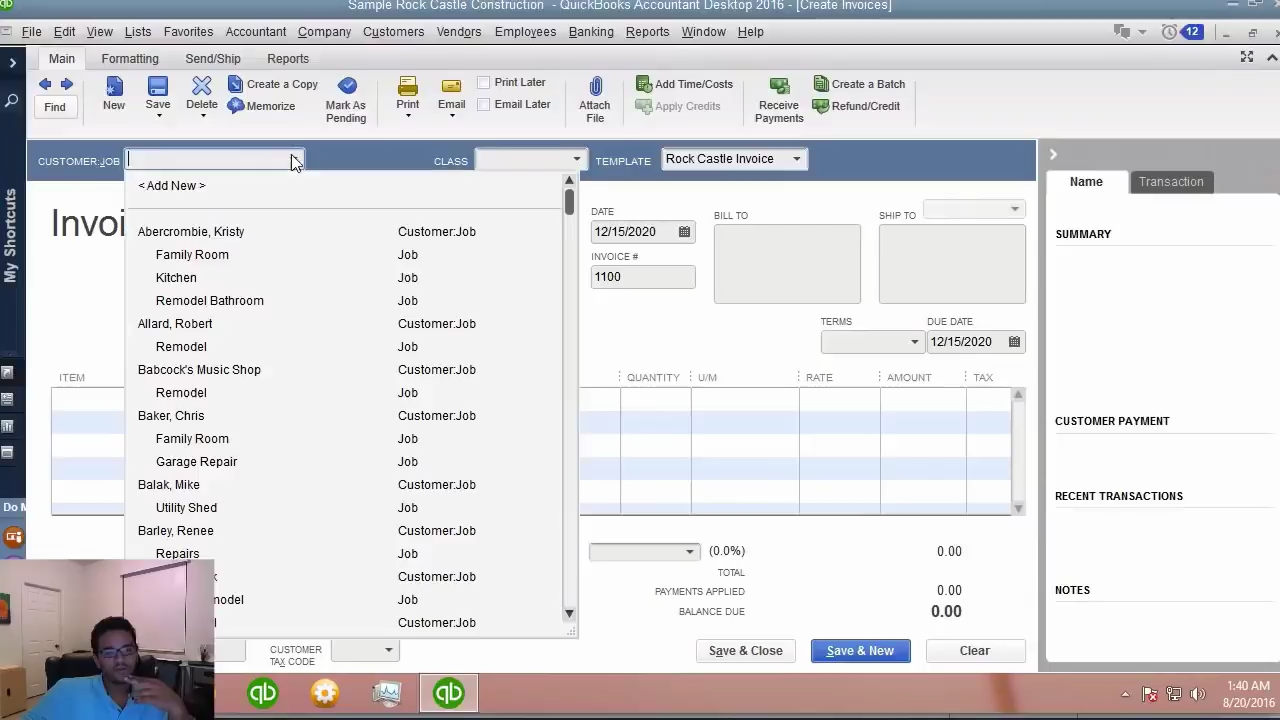 Sample Rock Castle Construction - QuickBooks Accountant Desktop 2016 - [Create Invoices]
File Edit View Lists Favorites Accountant Company Customers Vendors Employees Banking Reports Window Help 12
Main Formatting Send/Ship Reports
Find New Save Delete Create a Copy Memorize Mark As Pending Print Email Print Later Email Later Attach File Add Time/Costs Apply Credits Receive Payments Create a Batch Refund/Credit
CUSTOMER:JOB CLASS TEMPLATE Rock Castle Invoice
Name Transaction
< Add New >
My Shortcuts
Invoi
DATE BILL TO SHIP TO
12/15/2020
INVOICE #
1100
SUMMARY
Abercrombie, Kristy Customer:Job
Family Room Job
Kitchen Job
Remodel Bathroom Job
Allard, Robert Customer:Job
Remodel Job
Babcock's Music Shop Customer:Job
Remodel Job
Baker, Chris Customer:Job
Family Room Job
Garage Repair Job
Balak, Mike Customer:Job
Utility Shed Job
Barley, Renee Customer:Job
Repairs Job
Customer:Job
Job
Customer:Job
TERMS DUE DATE
12/15/2020
ITEM QUANTITY U/M RATE AMOUNT TAX
CUSTOMER PAYMENT
RECENT TRANSACTIONS
NOTES
Do M
(0.0%) 0.00
TOTAL
PAYMENTS APPLIED 0.00
BALANCE DUE 0.00
CUSTOMER TAX CODE
Save & Close Save & New Clear
qb qb
1:40 AM
8/20/2016